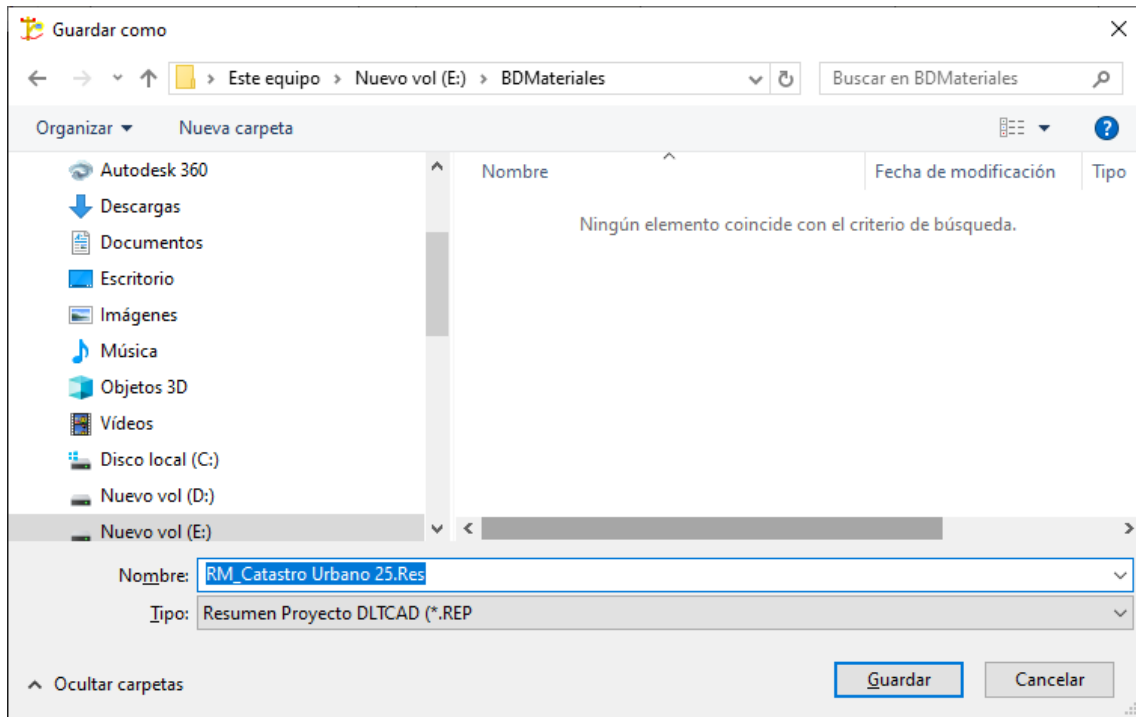 Guardar como
Este equipo > Nuevo vol (E:) > BDMateriales
Buscar en BDMateriales
Organizar
Nueva carpeta
Autodesk 360
Descargas
Documentos
Escritorio
Imágenes
Música
Objetos 3D
Vídeos
Disco local (C:)
Nuevo vol (D:)
Nuevo vol (E:)
Nombre
Fecha de modificación
Tipo
Ningún elemento coincide con el criterio de búsqueda.
Nombre: RM_Catastro Urbano 25.Res
Tipo: Resumen Proyecto DLTCAD (*.REP
Ocultar carpetas
Guardar
Cancelar